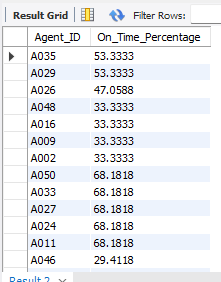 Result Grid Filter Rows:
Agent_ID On_Time_Percentage
A035 53.3333
A029 53.3333
A026 47.0588
A048 33.3333
A016 33.3333
A009 33.3333
A002 33.3333
A050 68.1818
A033 68.1818
A027 68.1818
A024 68.1818
A011 68.1818
A046 29.4118
Result 2